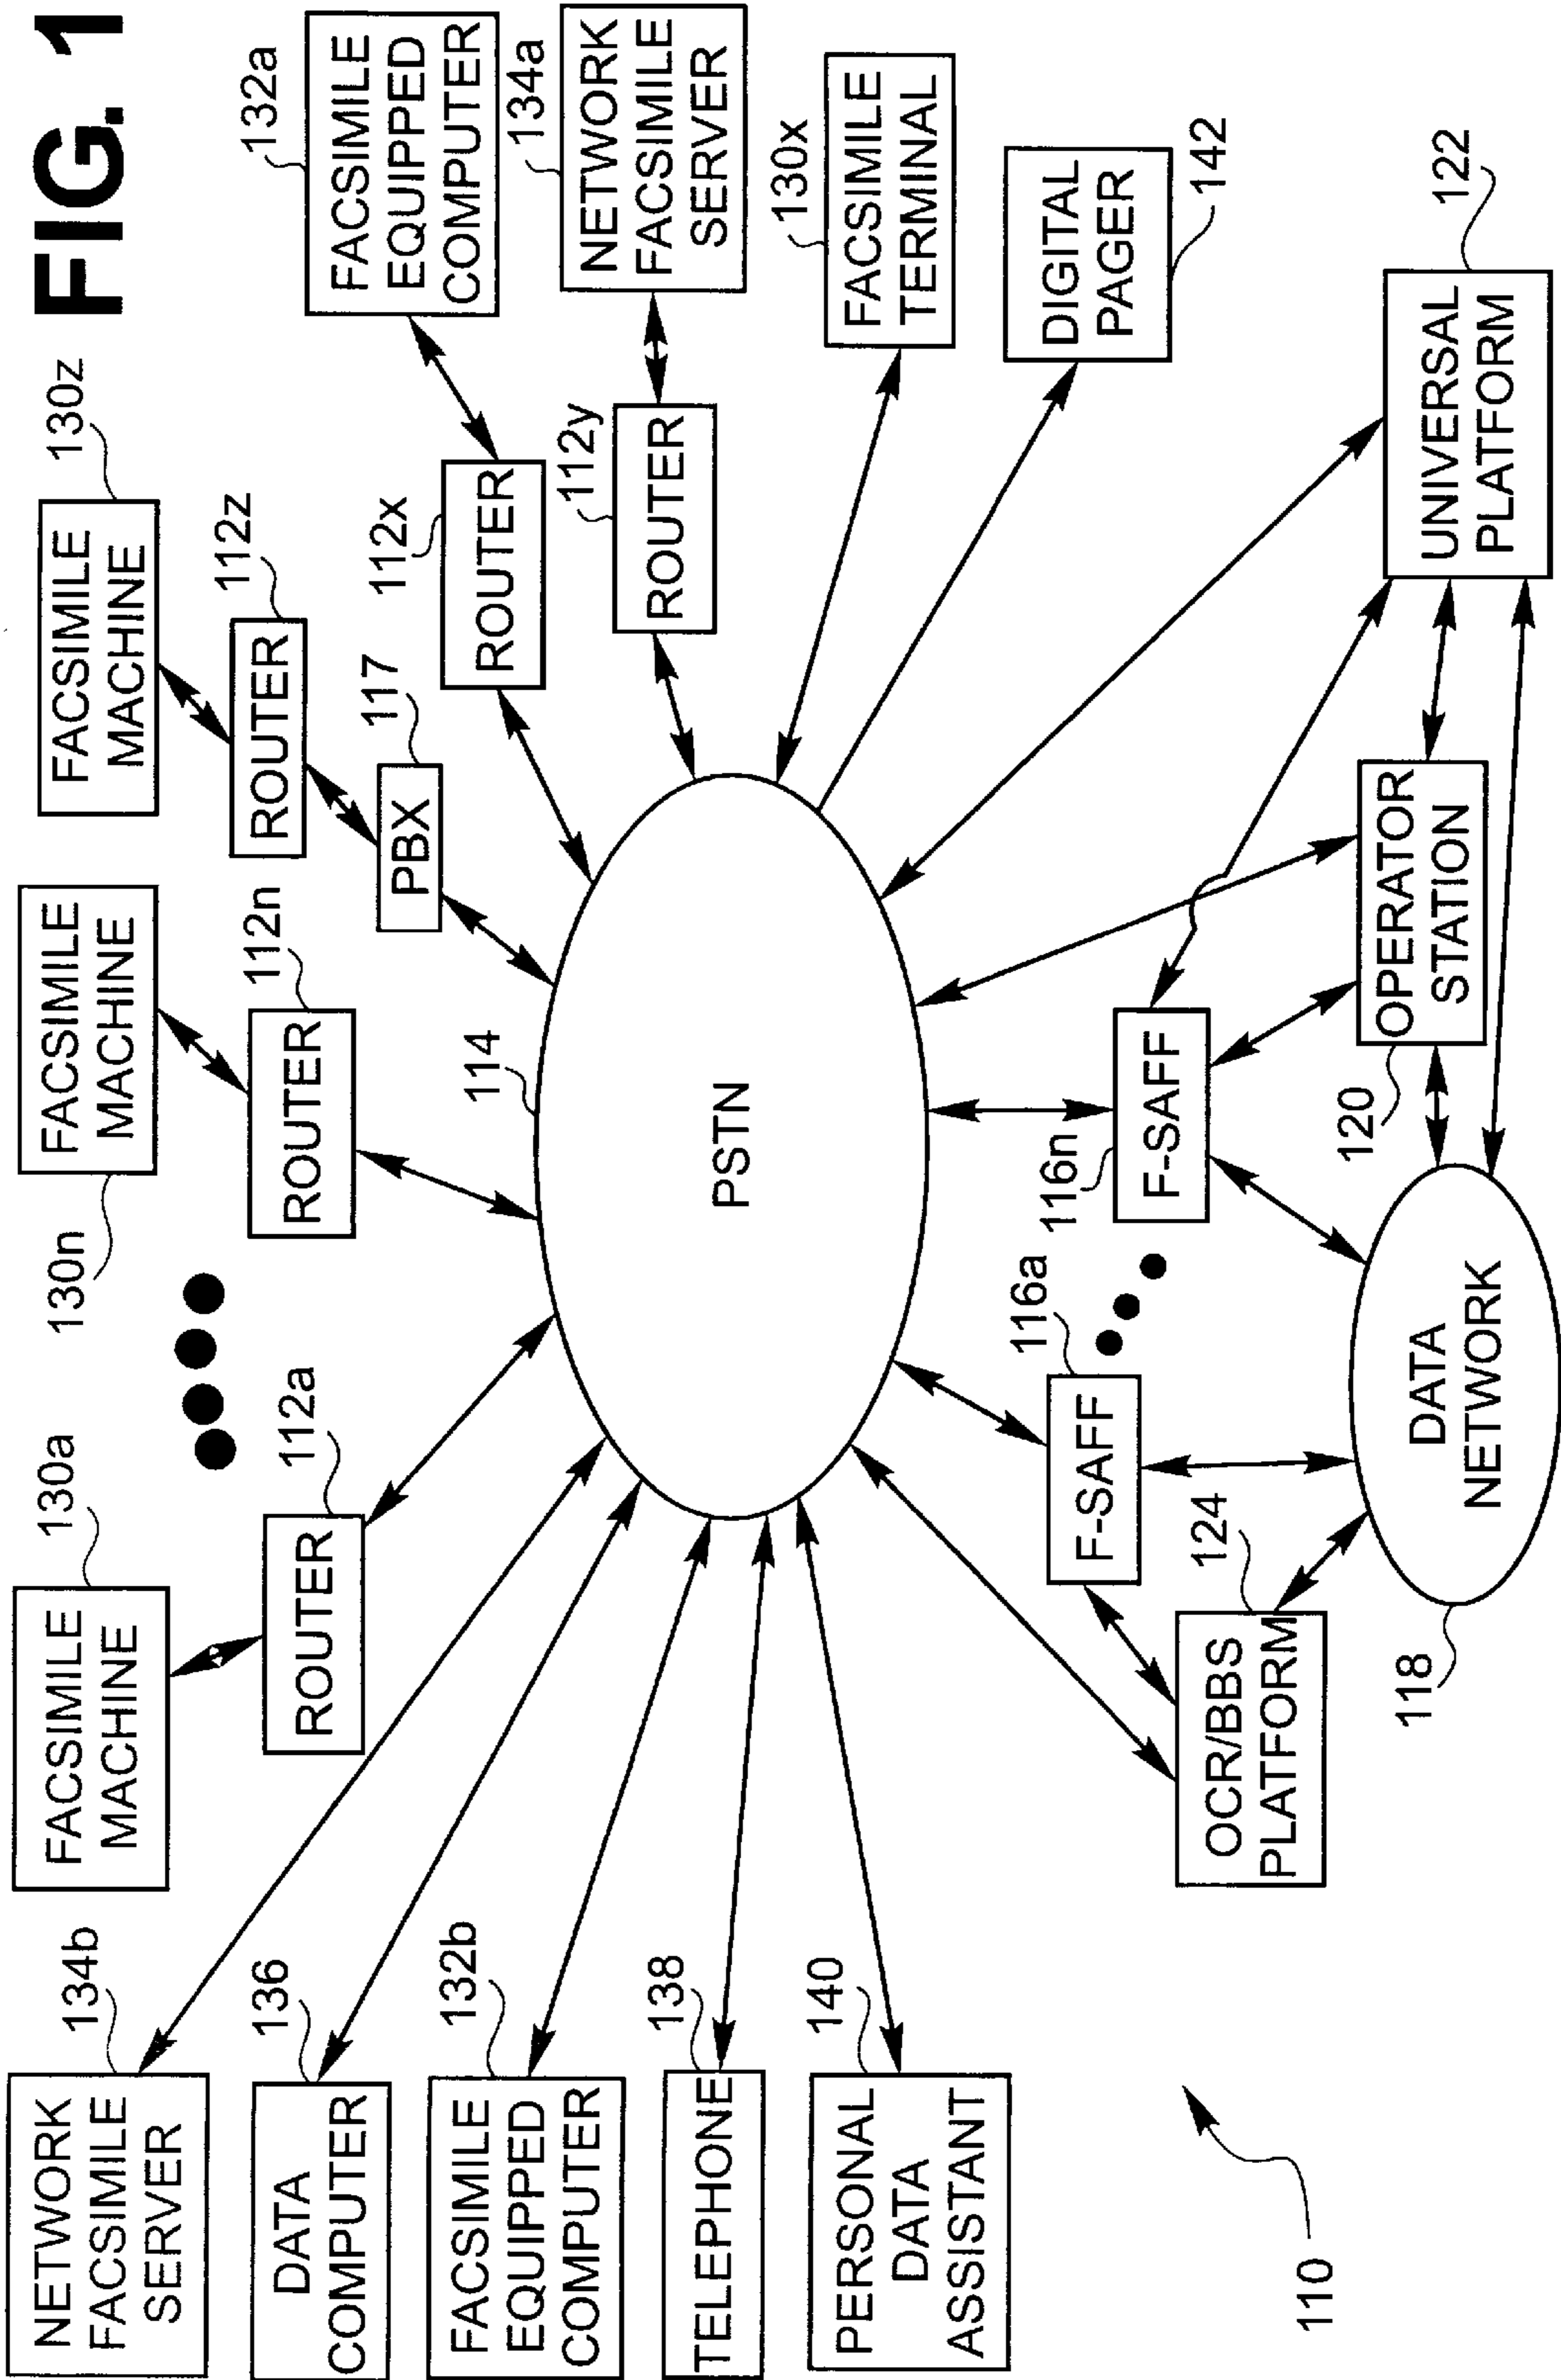 FIG. 1
130z
FACSIMILE
MACHINE
112z
ROUTER
117
PBX
132a
FACSIMILE
EQUIPPED
COMPUTER
112x
ROUTER
134a
NETWORK
FACSIMILE
SERVER
112y
ROUTER
130x
FACSIMILE
TERMINAL
DIGITAL
PAGER
142
130n
FACSIMILE
MACHINE
112n
ROUTER
130a
FACSIMILE
MACHINE
112a
ROUTER
134b
NETWORK
FACSIMILE
SERVER
136
DATA
COMPUTER
132b
FACSIMILE
EQUIPPED
COMPUTER
138
TELEPHONE
140
PERSONAL
DATA
ASSISTANT
114
PSTN
116a
F-SAFF
116n
F-SAFF
124
OCR/BBS
PLATFORM
118
DATA
NETWORK
120
OPERATOR
STATION
122
UNIVERSAL
PLATFORM
110